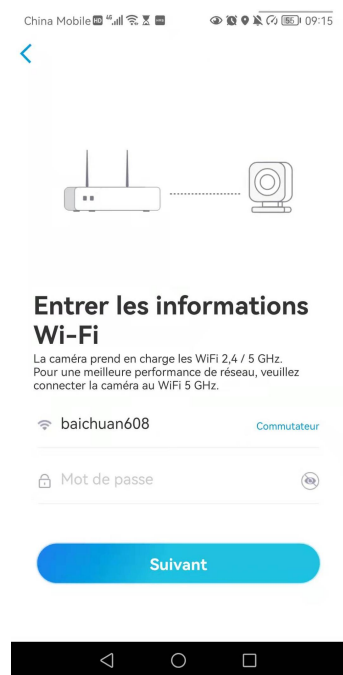 China Mobile HD 4G 09:15
Entrer les informations
Wi-Fi
La caméra prend en charge les WiFi 2,4 / 5 GHz.
Pour une meilleure performance de réseau, veuillez
connecter la caméra au WiFi 5 GHz.
baichuan608 Commutateur
Mot de passe
Suivant